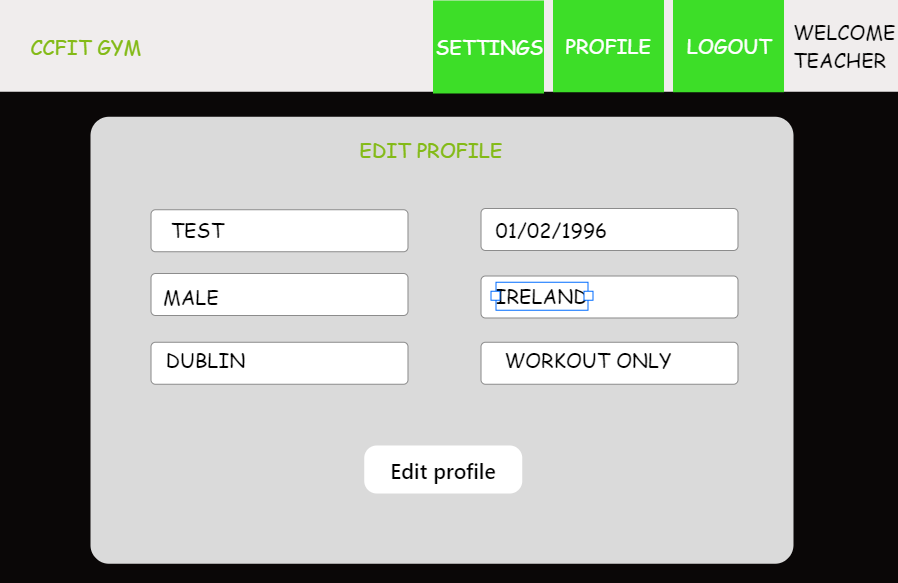 CCFIT GYM
SETTINGS
PROFILE
LOGOUT
WELCOME
TEACHER
EDIT PROFILE
TEST
01/02/1996
MALE
IRELAND
DUBLIN
WORKOUT ONLY
Edit profile